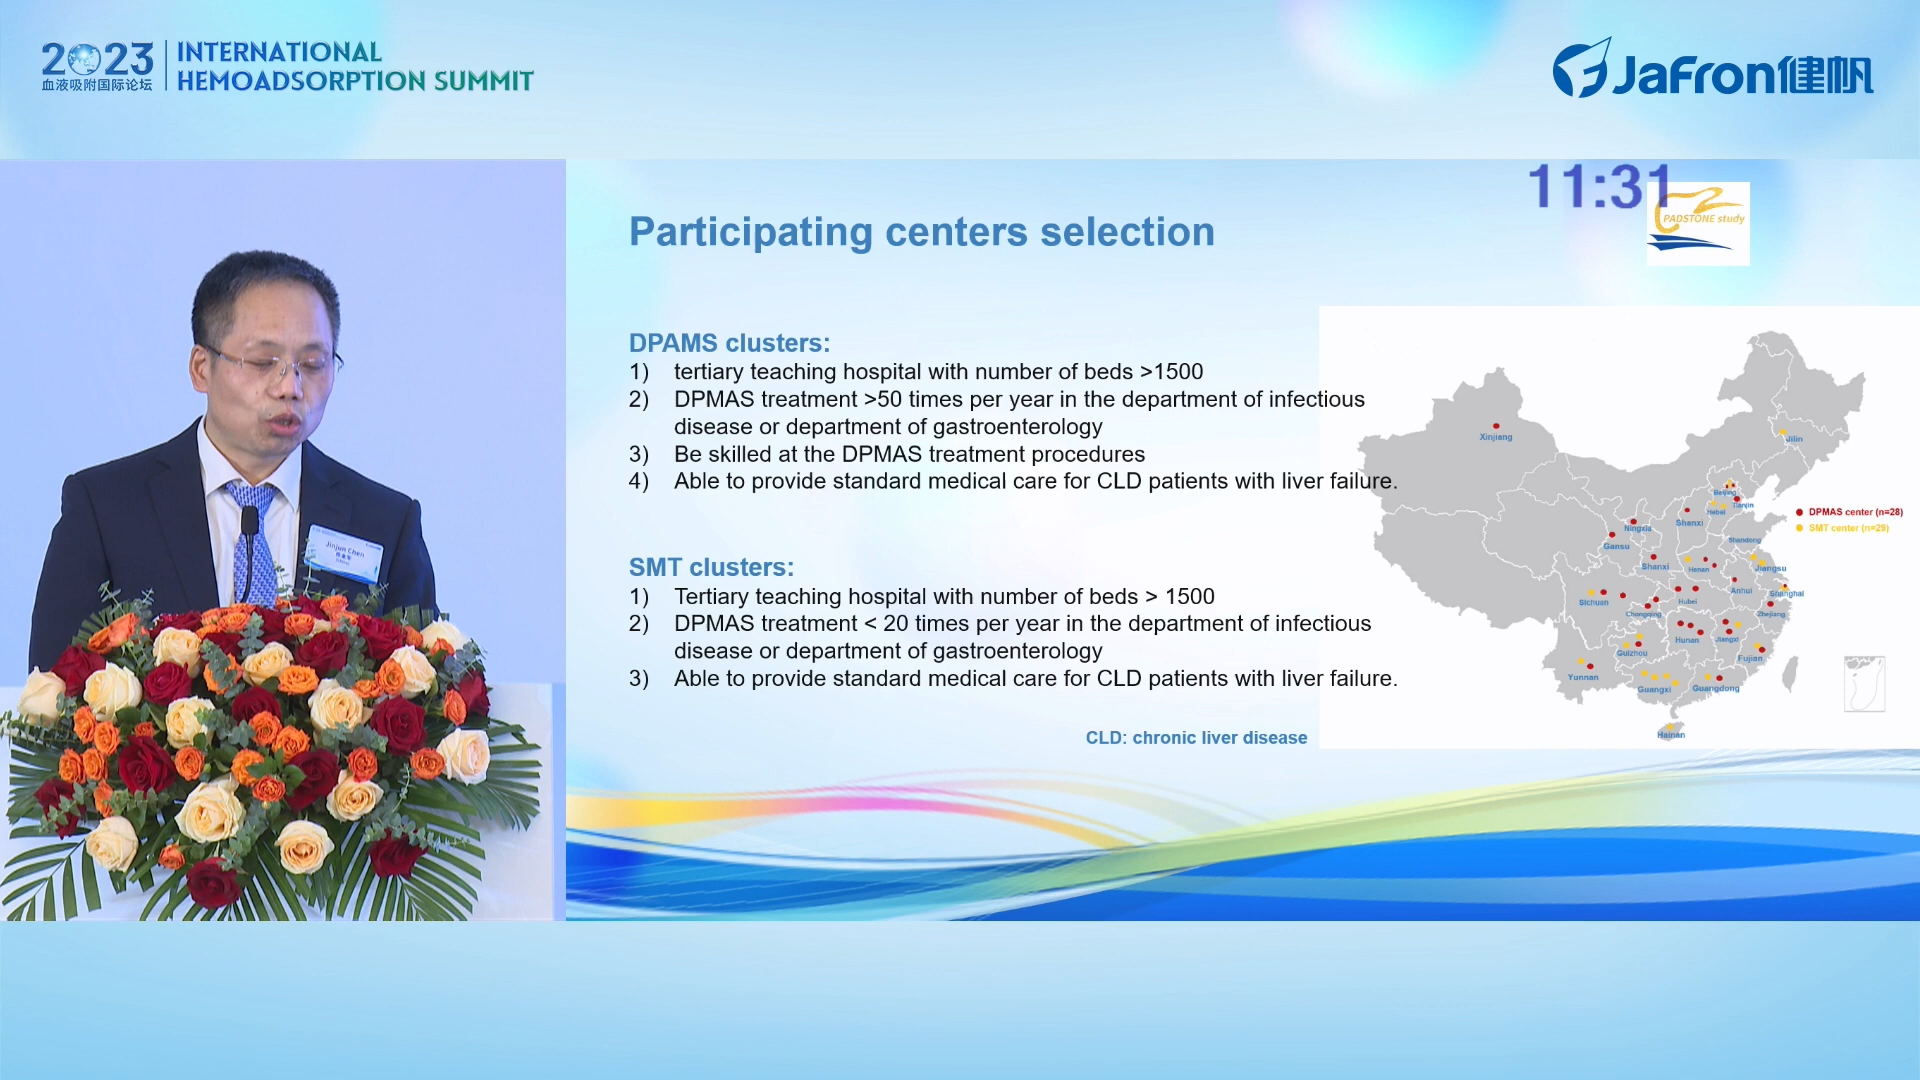 2023
血液吸附国际论坛
INTERNATIONAL
HEMOADSORPTION SUMMIT
JaFron健帆
11:31
PADSTONE study
Participating centers selection
DPAMS clusters:
1) tertiary teaching hospital with number of beds >1500
2) DPMAS treatment >50 times per year in the department of infectious
disease or department of gastroenterology
3) Be skilled at the DPMAS treatment procedures
4) Able to provide standard medical care for CLD patients with liver failure.
SMT clusters:
1) Tertiary teaching hospital with number of beds > 1500
2) DPMAS treatment < 20 times per year in the department of infectious
disease or department of gastroenterology
3) Able to provide standard medical care for CLD patients with liver failure.
CLD: chronic liver disease
Xinjiang
Jilin
Beijing
Tianjin
Hebei
DPMAS center (n=28)
SMT center (n=29)
Ningxia
Shanxi
Gansu
Shandong
Shanxi
Henan
Jiangsu
Sichuan
Anhui
Shanghai
Chongqing
Hubei
Zhejiang
Guizhou
Hunan
Jiangxi
Fujian
Yunnan
Guangxi
Guangdong
Hainan
Jinjun Chen